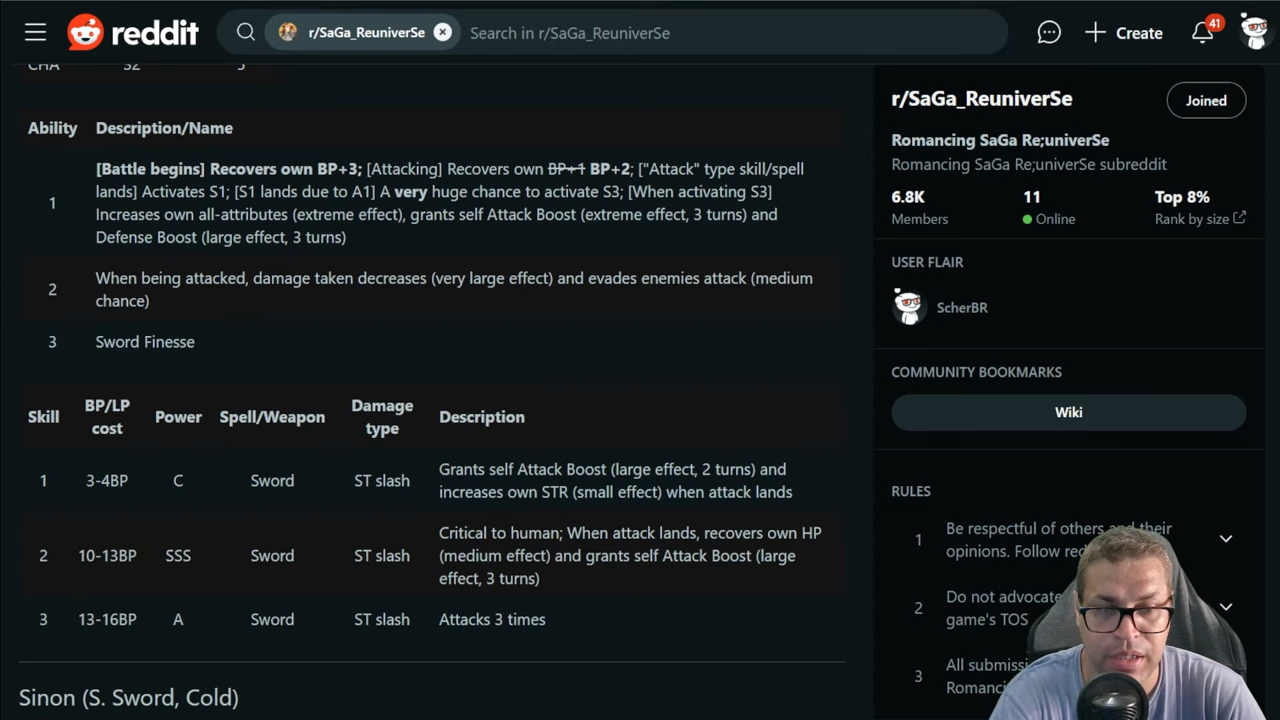 reddit
r/SaGa_ReuniverSe
Search in r/SaGa_ReuniverSe
Create
41
CHA S2 5
Ability Description/Name
1
[Battle begins] Recovers own BP+3; [Attacking] Recovers own BP+1 BP+2; ["Attack" type skill/spell
lands] Activates S1; [S1 lands due to A1] A very huge chance to activate S3; [When activating S3]
Increases own all-attributes (extreme effect), grants self Attack Boost (extreme effect, 3 turns) and
Defense Boost (large effect, 3 turns)
2
When being attacked, damage taken decreases (very large effect) and evades enemies attack (medium
chance)
3 Sword Finesse
Skill
BP/LP
cost
Power
Spell/Weapon
Damage
type
Description
1 3-4BP C Sword ST slash
Grants self Attack Boost (large effect, 2 turns) and
increases own STR (small effect) when attack lands
2 10-13BP SSS Sword ST slash
Critical to human; When attack lands, recovers own HP
(medium effect) and grants self Attack Boost (large
effect, 3 turns)
3 13-16BP A Sword ST slash Attacks 3 times
Sinon (S. Sword, Cold)
r/SaGa_ReuniverSe
Joined
Romancing SaGa Re;univerSe
Romancing SaGa Re;univerSe subreddit
6.8K 11 Top 8%
Members Online Rank by size
USER FLAIR
ScherBR
COMMUNITY BOOKMARKS
Wiki
RULES
1
Be respectful of others and their
opinions. Follow
2
Do not advocate
game's TOS
3
All